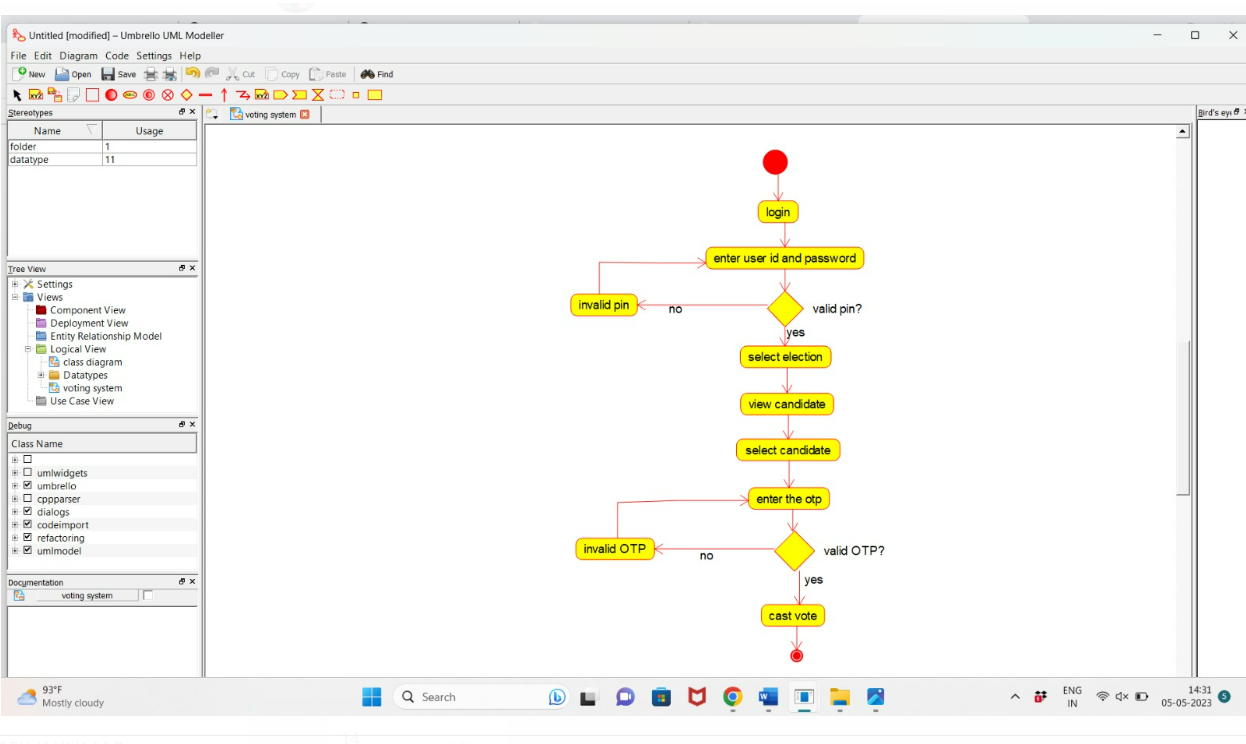 Untitled [modified] – Umbrello UML Modeller
File Edit Diagram Code Settings Help
New Open Save Cut Copy Paste Find
Stereotypes
voting system
Bird's eye
Name Usage
folder 1
datatype 11
Tree View
Settings
Views
Component View
Deployment View
Entity Relationship Model
Logical View
class diagram
Datatypes
voting system
Use Case View
Debug
Class Name
umlwidgets
umbrello
cppparser
dialogs
codeimport
refactoring
umlmodel
Documentation
voting system
login
enter user id and password
invalid pin
no
valid pin?
yes
select election
view candidate
select candidate
enter the otp
invalid OTP
no
valid OTP?
yes
cast vote
93°F
Mostly cloudy
Search
ENG
IN
14:31
05-05-2023
5